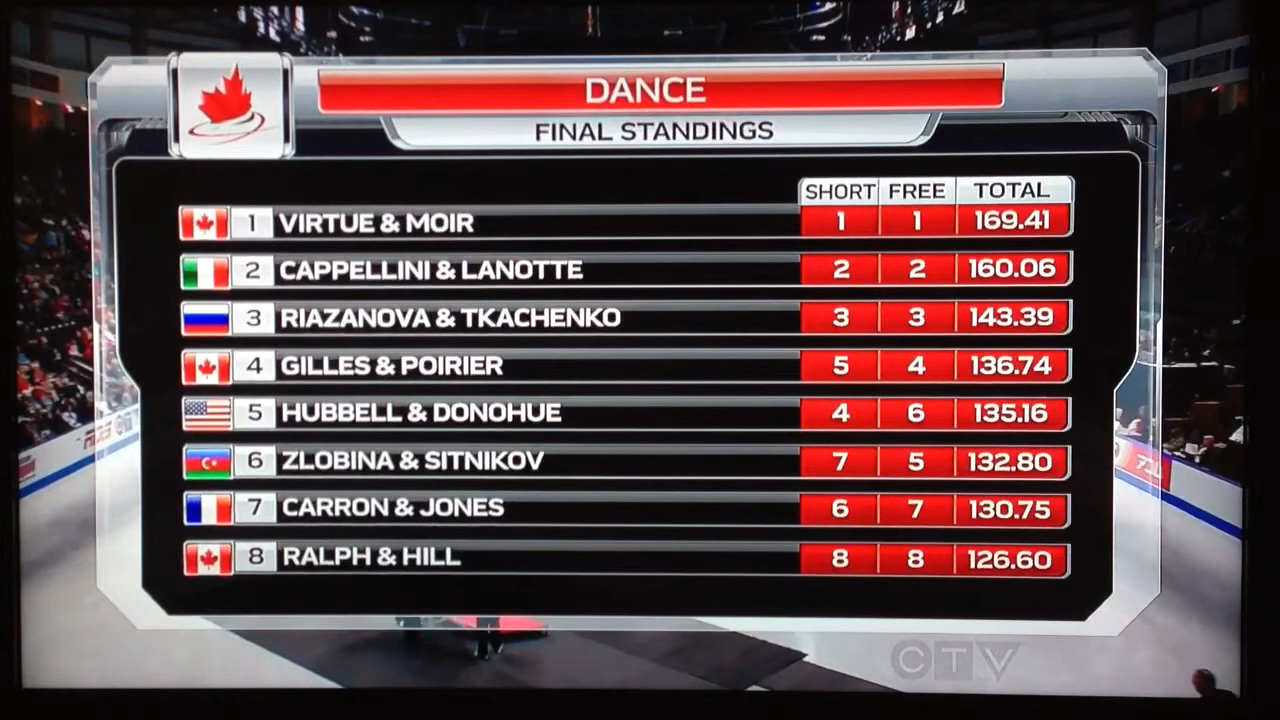 DANCE
FINAL STANDINGS
SHORT FREE TOTAL
1 VIRTUE & MOIR 1 1 169.41
2 CAPPELLINI & LANOTTE 2 2 160.06
3 RIAZANOVA & TKACHENKO 3 3 143.39
4 GILLES & POIRIER 5 4 136.74
5 HUBBELL & DONOHUE 4 6 135.16
6 ZLOBINA & SITNIKOV 7 5 132.80
7 CARRON & JONES 6 7 130.75
8 RALPH & HILL 8 8 126.60
CTV